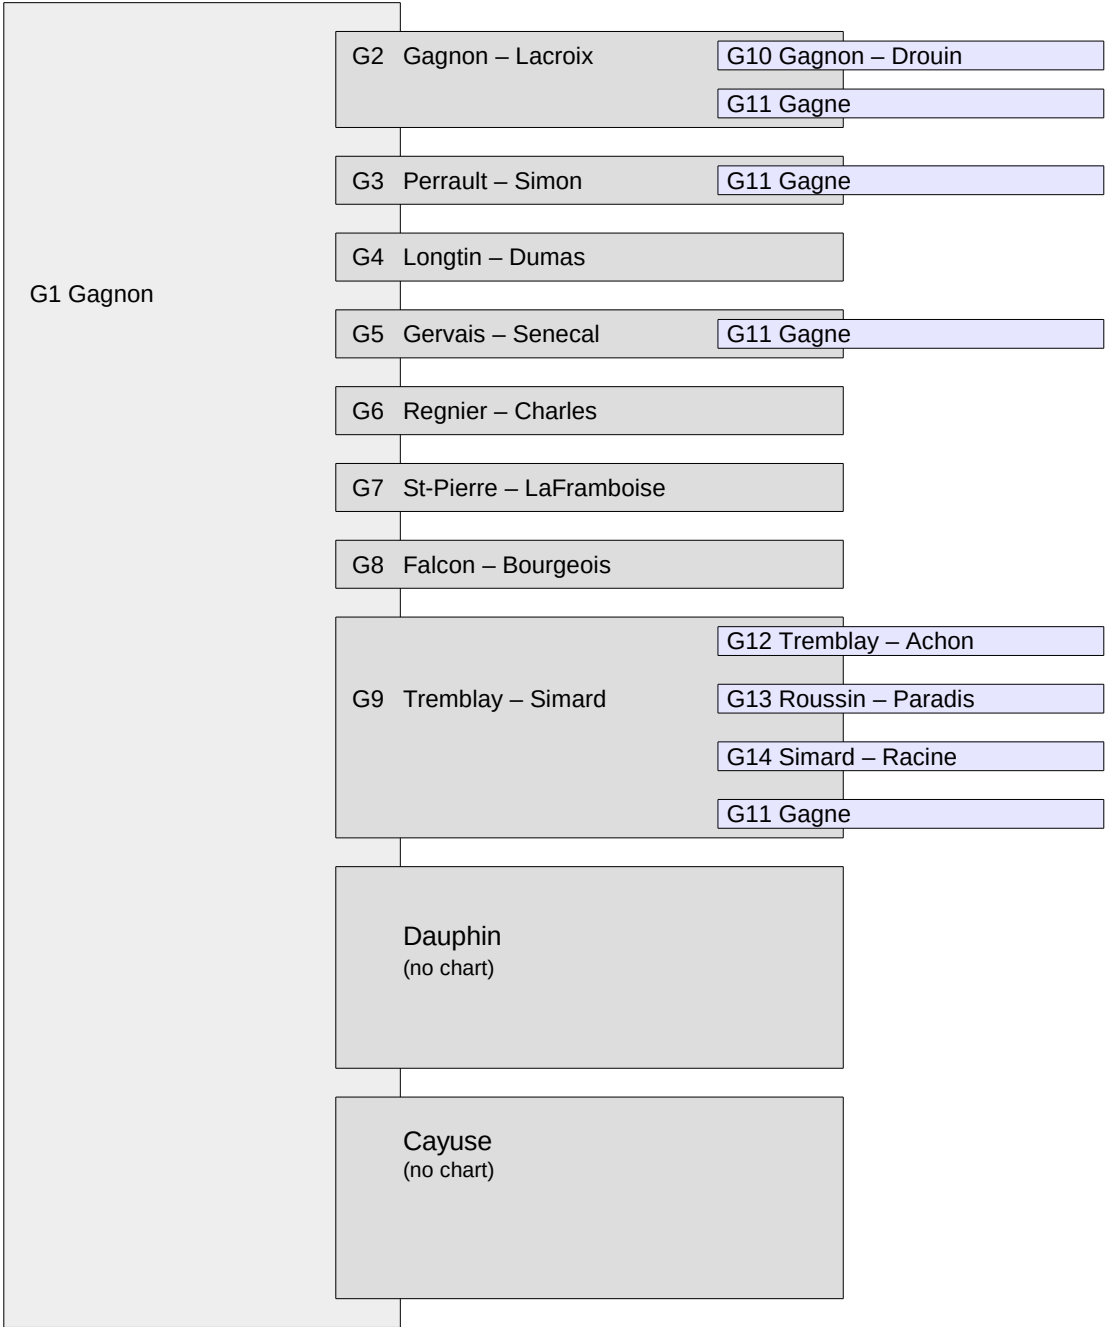 G2 Gagnon – Lacroix G10 Gagnon – Drouin
G11 Gagne
G3 Perrault – Simon G11 Gagne
G4 Longtin – Dumas
G1 Gagnon
G5 Gervais – Senecal G11 Gagne
G6 Regnier – Charles
G7 St-Pierre – LaFramboise
G8 Falcon – Bourgeois
G12 Tremblay – Achon
G9 Tremblay – Simard G13 Roussin – Paradis
G14 Simard – Racine
G11 Gagne
Dauphin
(no chart)
Cayuse
(no chart)